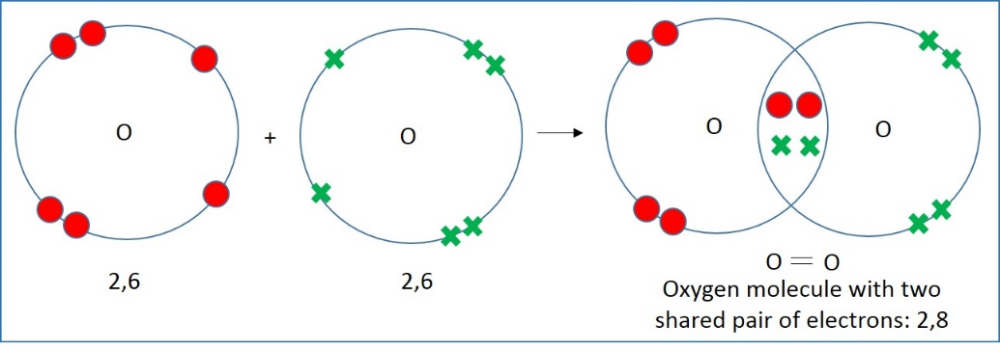 O
+
O
→
O
O
2,6
2,6
O = O
Oxygen molecule with two
shared pair of electrons: 2,8